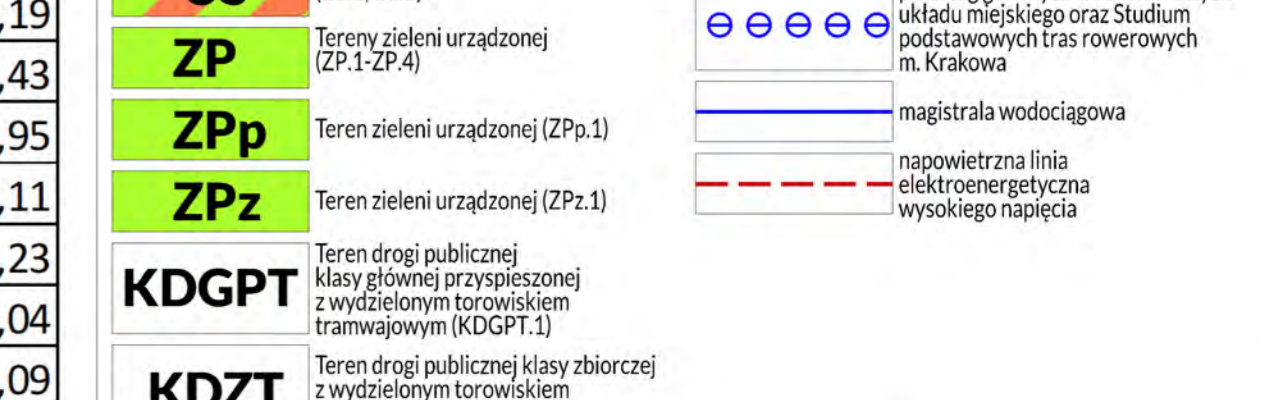 ,19
,43
,95
,11
,23
,04
,09
ZP
Tereny zieleni urządzonej
(ZP.1-ZP.4)
ZPp
Teren zieleni urządzonej (ZPp.1)
ZPz
Teren zieleni urządzonej (ZPz.1)
KDGPT
Teren drogi publicznej
klasy głównej przyspieszonej
z wydzielonym torowiskiem
tramwajowym (KDGPT.1)
KDZT
Teren drogi publicznej klasy zbiorczej
z wydzielonym torowiskiem
układu miejskiego oraz Studium
podstawowych tras rowerowych
m. Krakowa
magistrala wodociągowa
napowietrzna linia
elektroenergetyczna
wysokiego napięcia